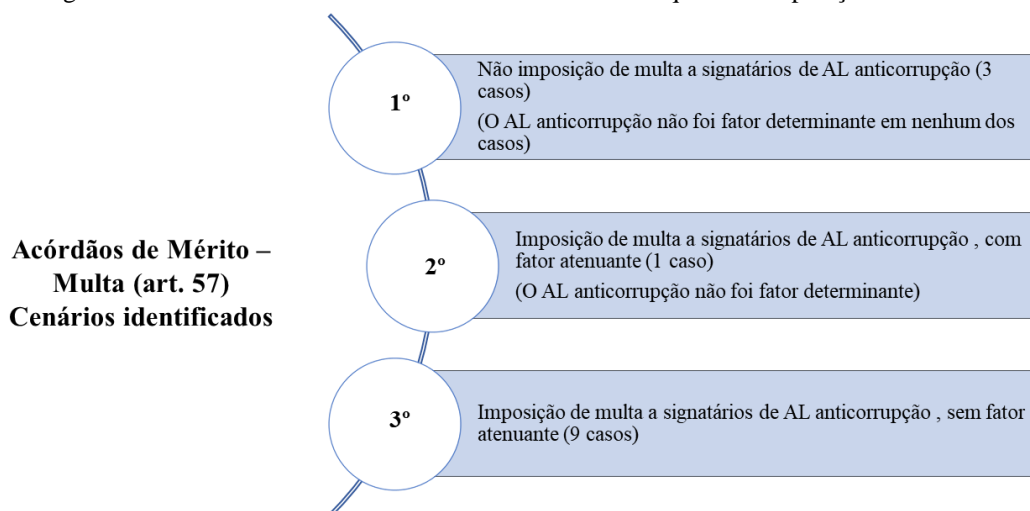 1º
Não imposição de multa a signatários de AL anticorrupção (3
casos)
(O AL anticorrupção não foi fator determinante em nenhum dos
casos)
Acórdãos de Mérito –
Multa (art. 57)
Cenários identificados
2º
Imposição de multa a signatários de AL anticorrupção , com
fator atenuante (1 caso)
(O AL anticorrupção não foi fator determinante)
3º
Imposição de multa a signatários de AL anticorrupção , sem fator
atenuante (9 casos)